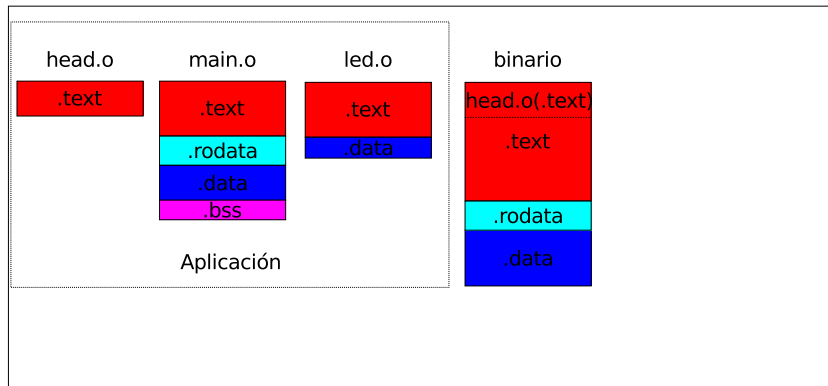 head.o
.text
main.o
.text
.rodata
.data
.bss
led.o
.text
.data
Aplicación
binario
head.o(.text)
.text
.rodata
.data